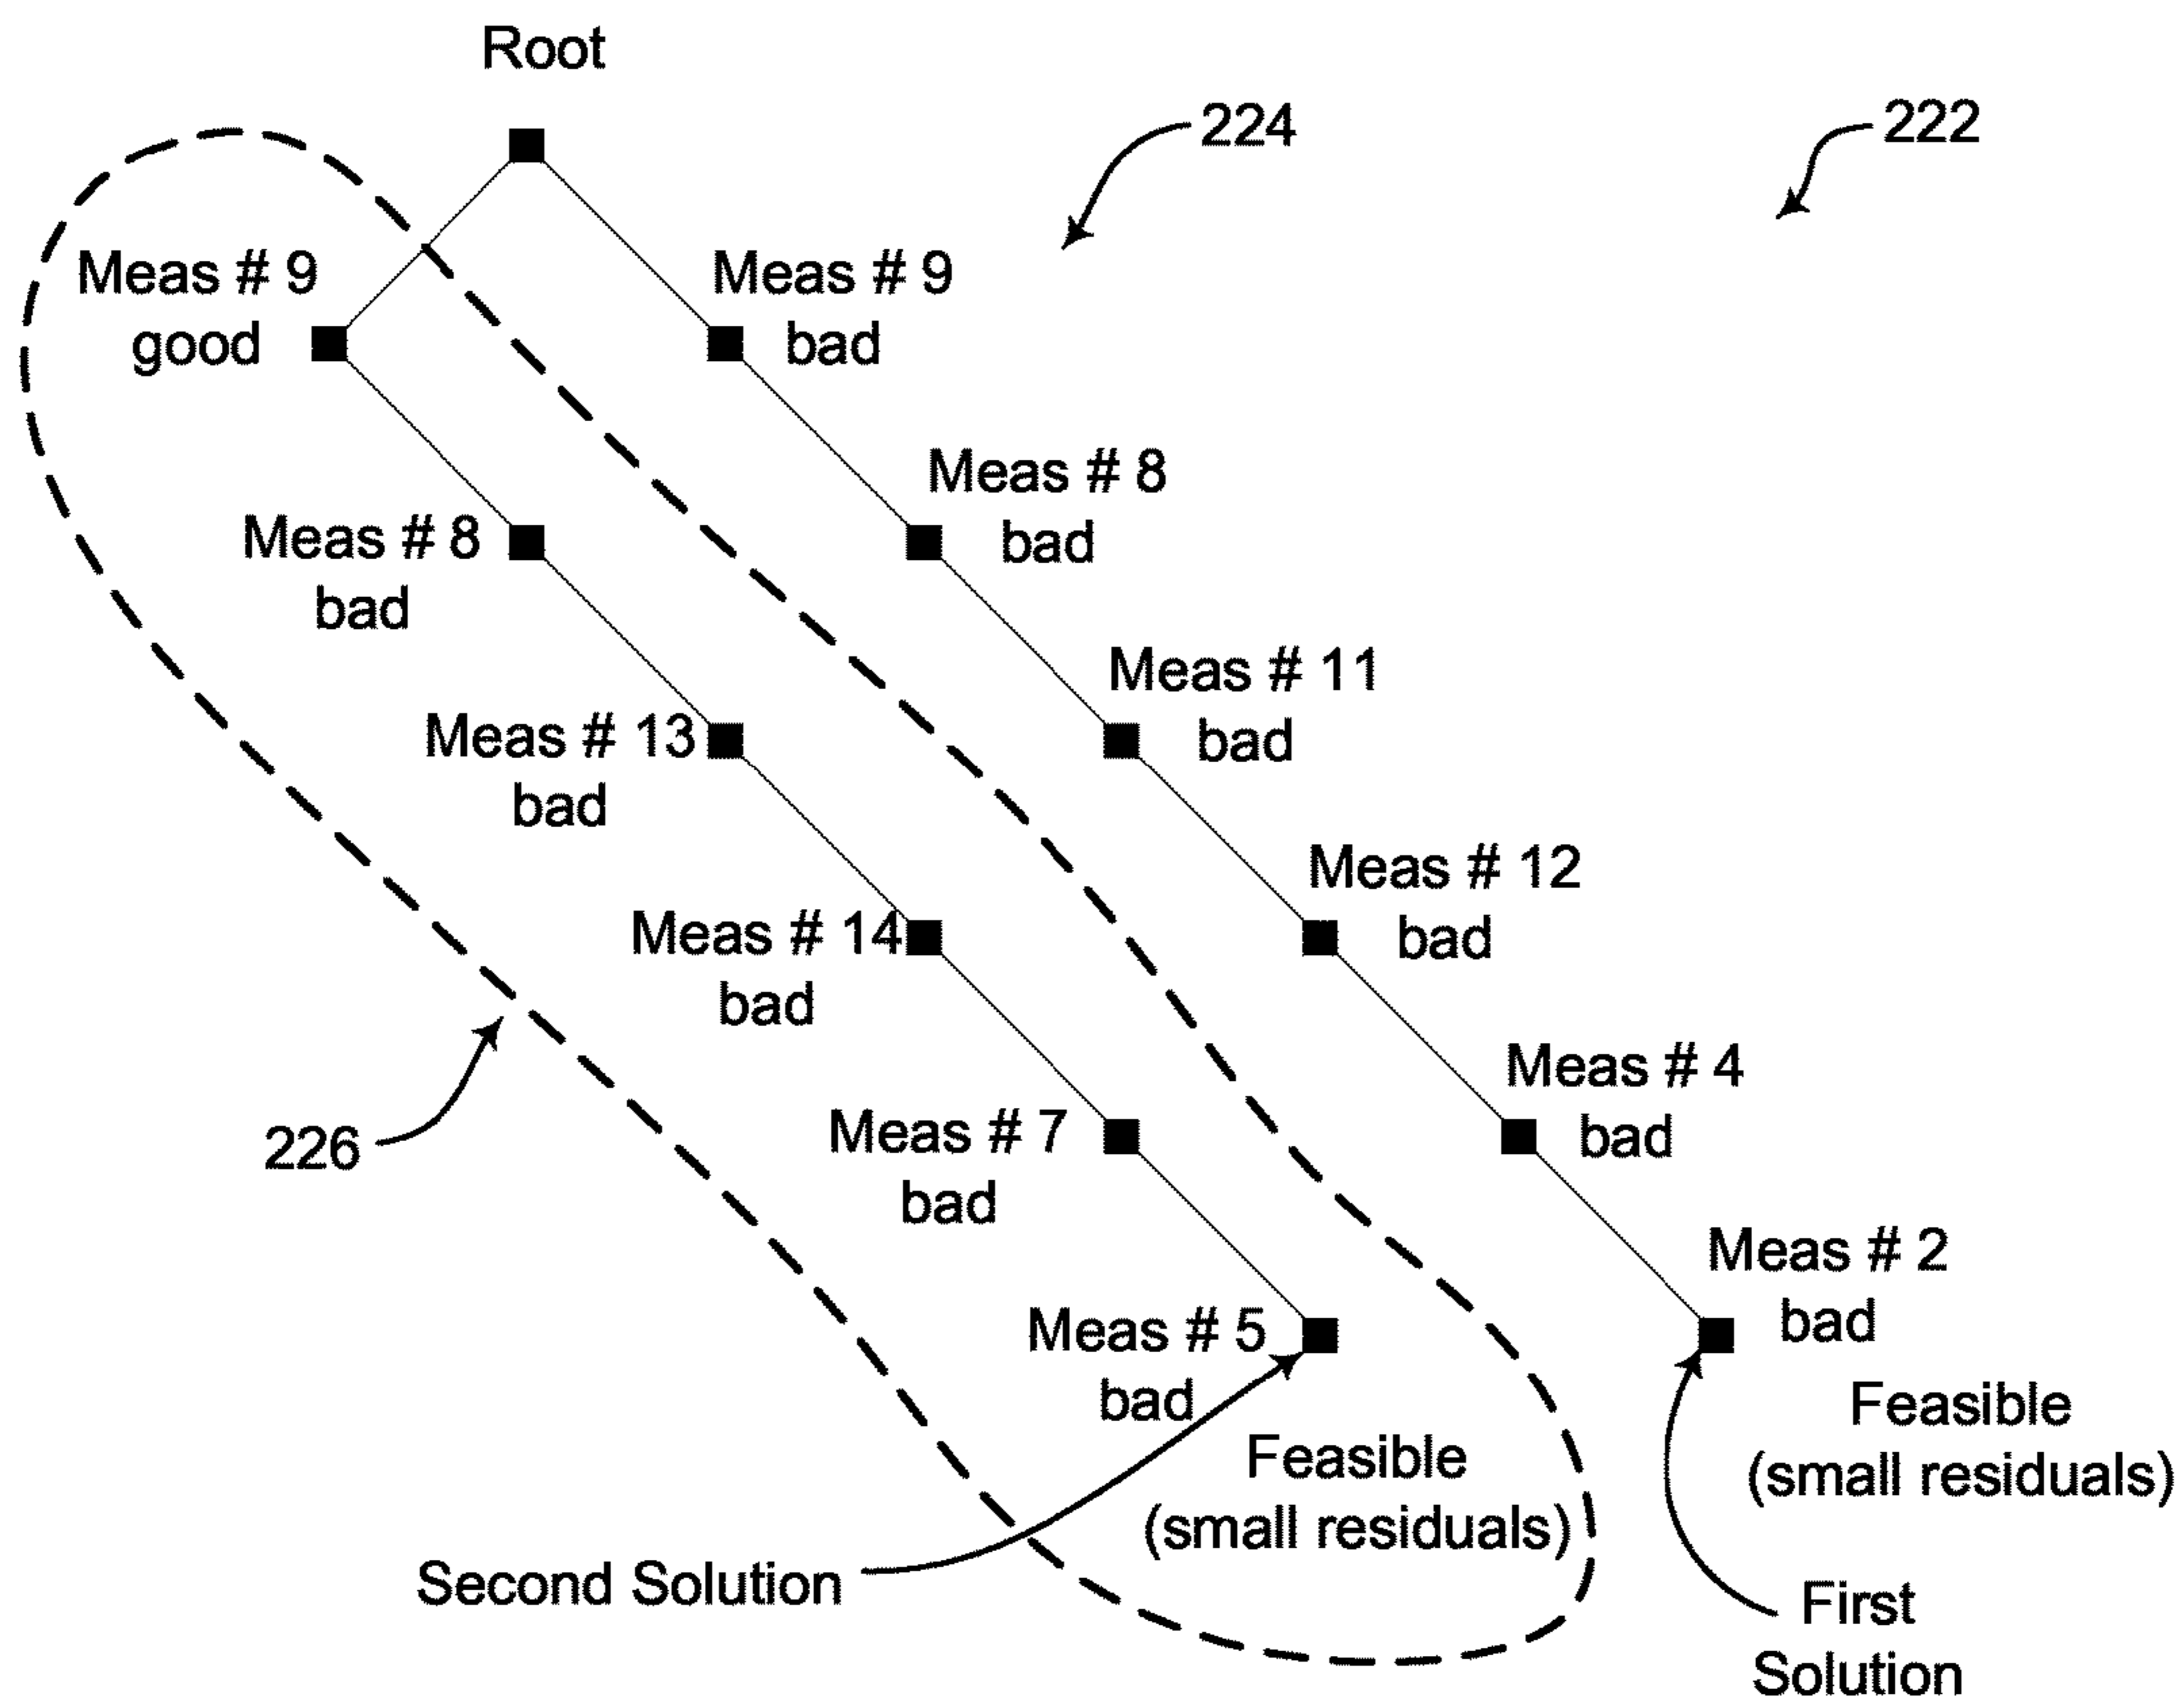 Root
224
222
Meas # 9
good
Meas # 9
bad
Meas # 8
bad
Meas # 8
bad
Meas # 11
bad
Meas # 13
bad
Meas # 12
bad
Meas # 14
bad
Meas # 4
bad
Meas # 7
bad
226
Meas # 2
bad
Meas # 5
bad
Feasible
(small residuals)
Feasible
(small residuals)
Second Solution
First
Solution